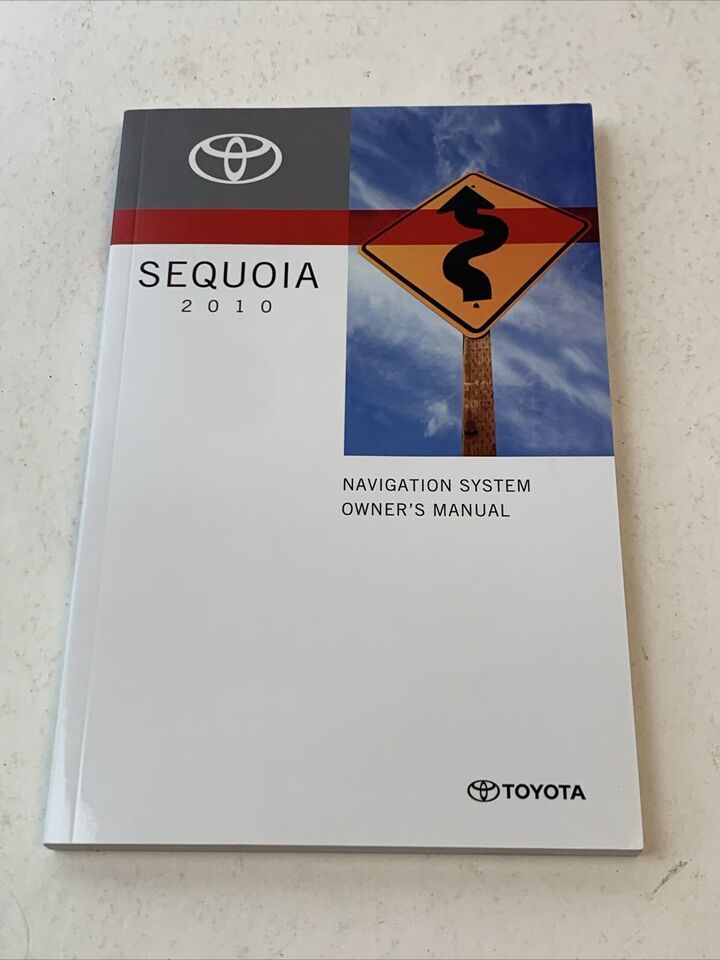 SEQUOIA
2010
NAVIGATION SYSTEM
OWNER'S MANUAL
TOYOTA